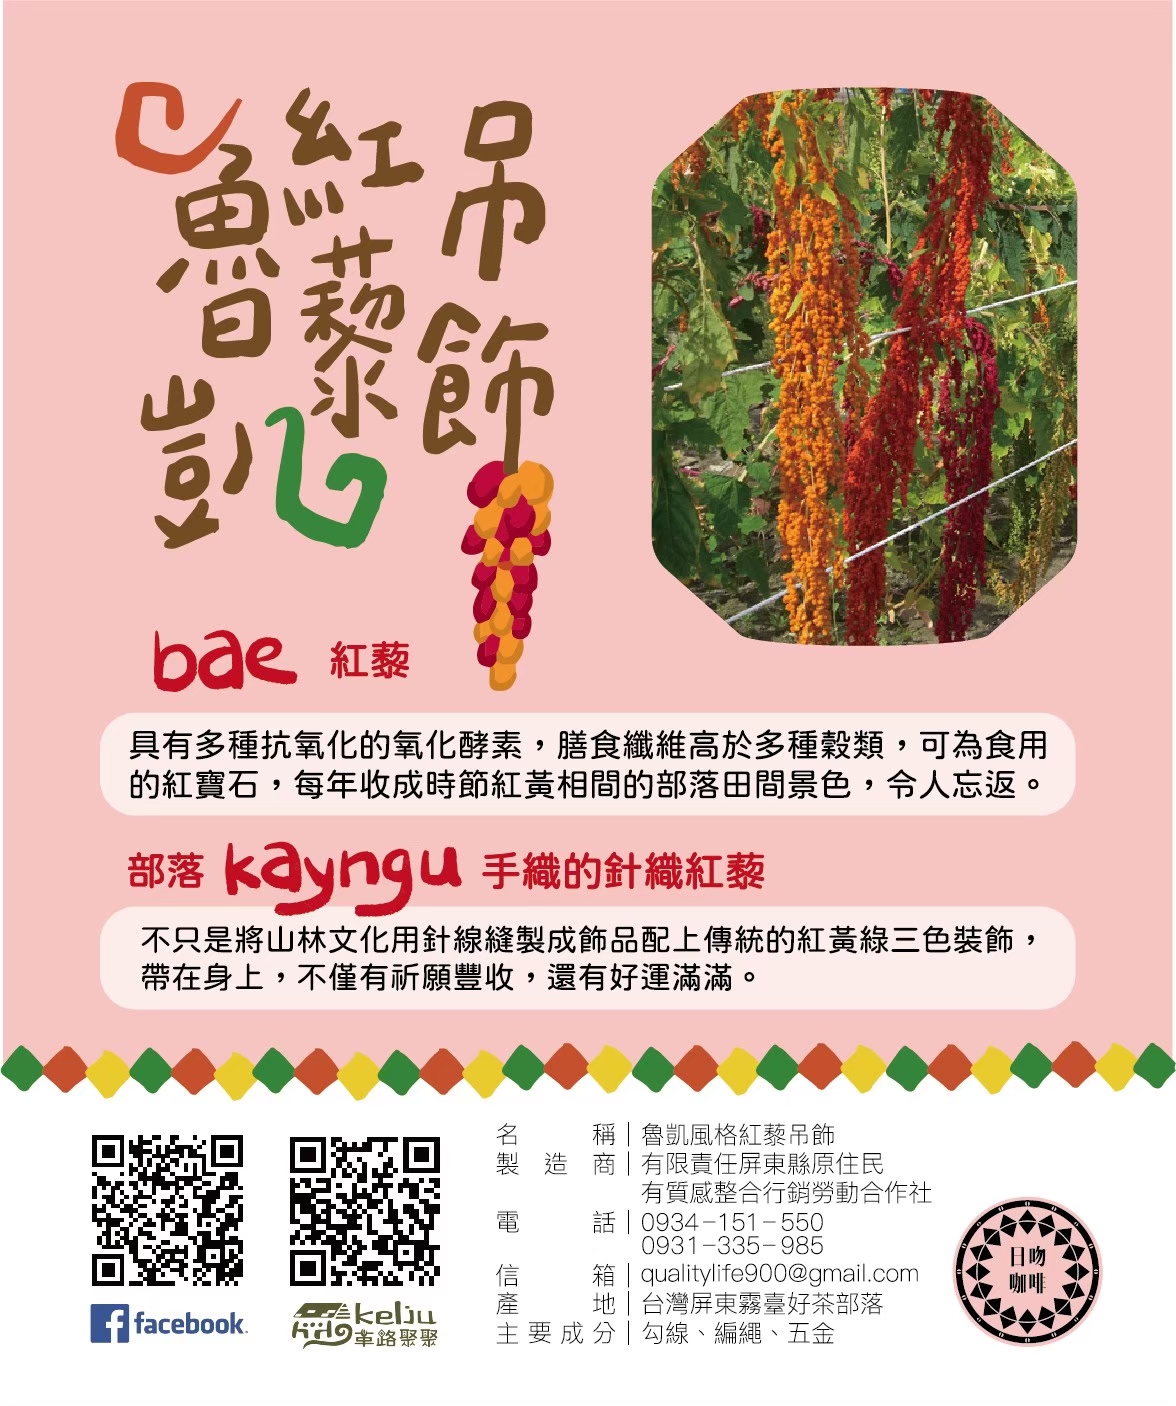 魯凱
紅藜
吊飾
bae 紅藜
具有多種抗氧化的氧化酵素，膳食纖維高於多種穀類，可為食用
的紅寶石，每年收成時節紅黃相間的部落田間景色，令人忘返。
部落 kayngu 手織的針織紅藜
不只是將山林文化用針線縫製成飾品配上傳統的紅黃綠三色裝飾，
帶在身上，不僅有祈願豐收，還有好運滿滿。
名稱｜魯凱風格紅藜吊飾
製造商｜有限責任屏東縣原住民
有質感整合行銷勞動合作社
電話｜0934-151-550
0931-335-985
信箱｜qualitylife900@gmail.com
產地｜台灣屏東霧臺好茶部落
主要成分｜勾線、編繩、五金
facebook.
kelju
車路聚聚
日吻
咖啡